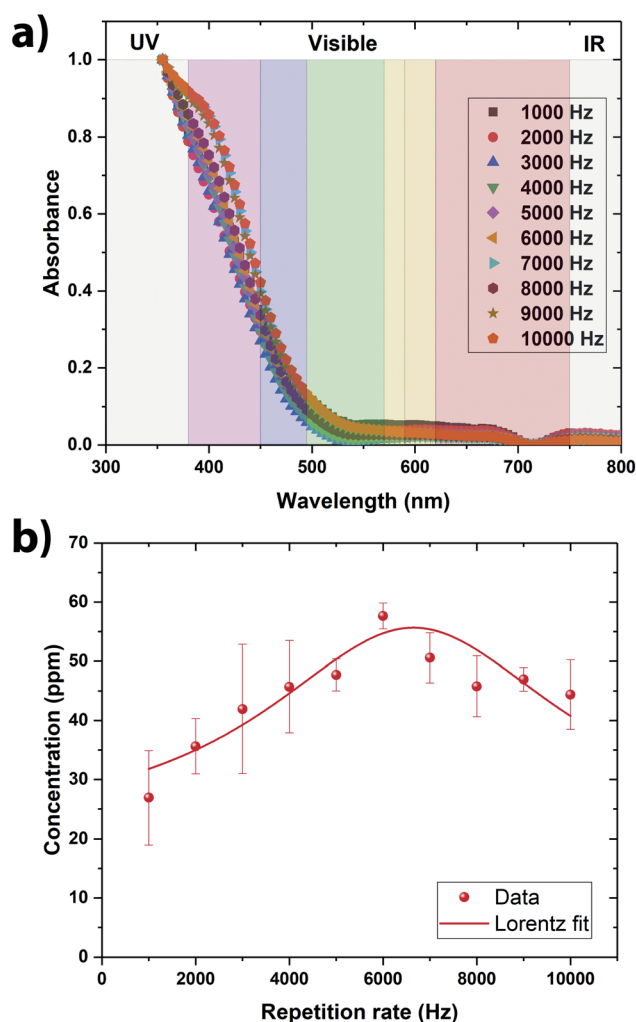 a)
UV
Visible
IR
1.0
0.8
0.6
0.4
0.2
0.0
Absorbance
1000 Hz
2000 Hz
3000 Hz
4000 Hz
5000 Hz
6000 Hz
7000 Hz
8000 Hz
9000 Hz
10000 Hz
300 400 500 600 700 800
Wavelength (nm)
b)
70
60
50
40
30
20
10
0
Concentration (ppm)
Data
Lorentz fit
0 2000 4000 6000 8000 10000
Repetition rate (Hz)